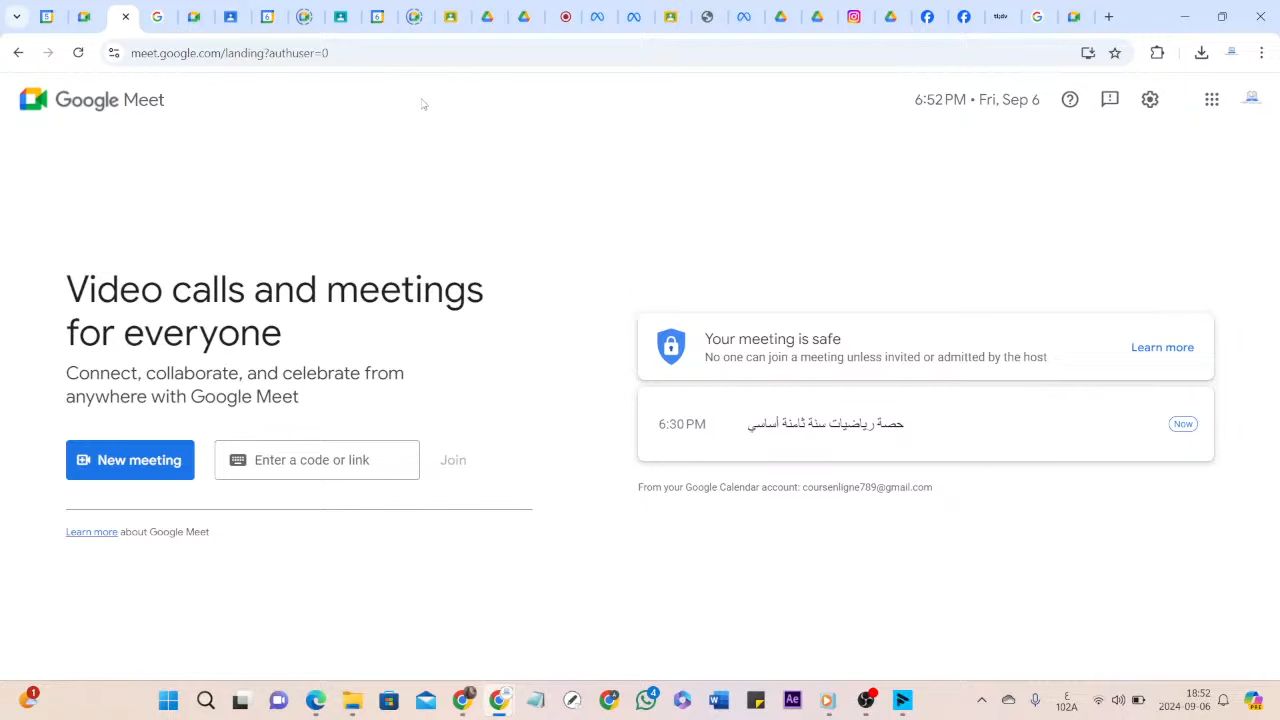 meet.google.com/landing?authuser=0
Google Meet
6:52 PM • Fri, Sep 6
Video calls and meetings
for everyone
Connect, collaborate, and celebrate from
anywhere with Google Meet
New meeting
Enter a code or link
Join
Learn more about Google Meet
Your meeting is safe
No one can join a meeting unless invited or admitted by the host
Learn more
6:30 PM
حصة رياضيات سنة ثامنة أساسي
Now
From your Google Calendar account: coursenligne789@gmail.com
1
4
Ae
ع
102A
18:52
2024-09-06